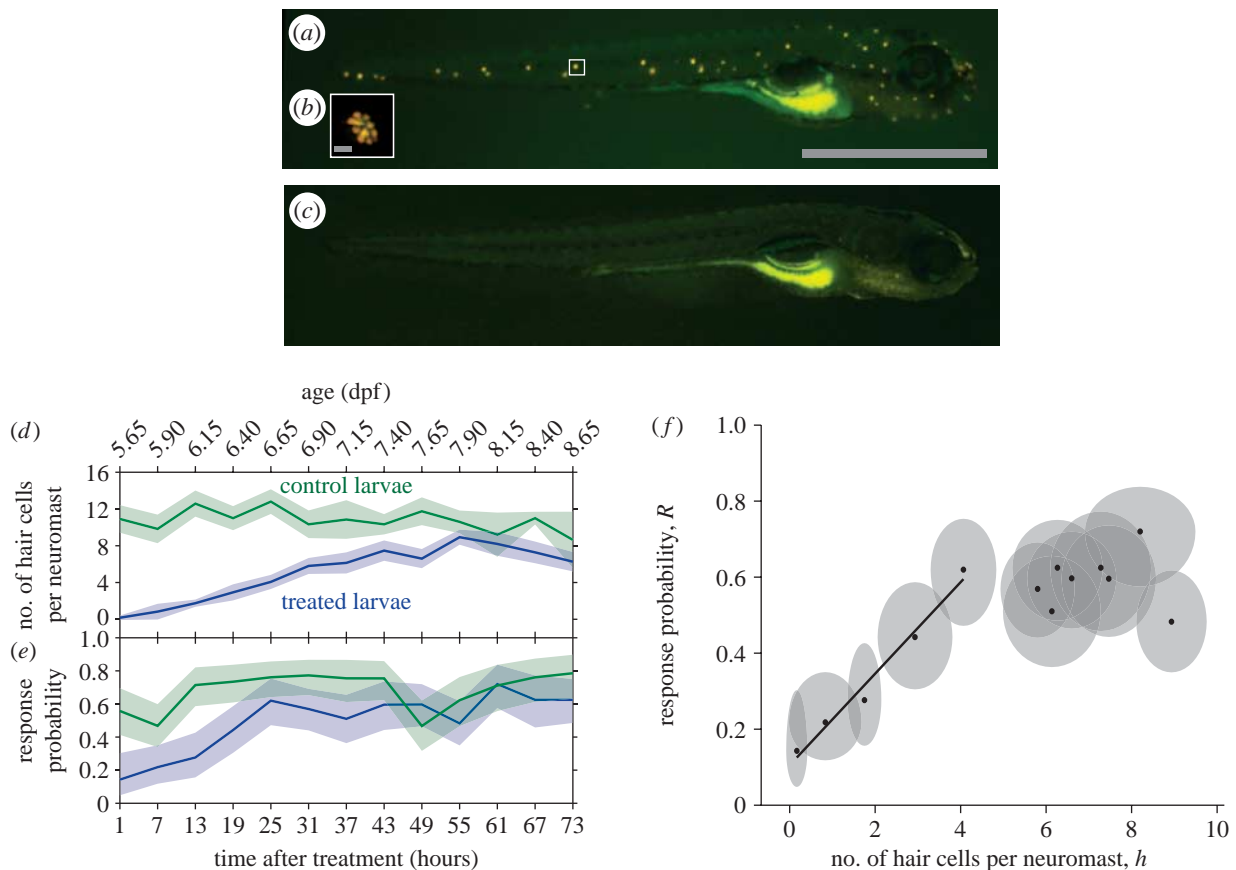 (a)
(b)
(c)
age (dpf)
(d)
5.65 5.90 6.15 6.40 6.65 6.90 7.15 7.40 7.65 7.90 8.15 8.40 8.65
no. of hair cells
per neuromast
16
12
8
4
0
control larvae
treated larvae
(e)
response
probability
1.0
0.8
0.6
0.4
0.2
0
1 7 13 19 25 31 37 43 49 55 61 67 73
time after treatment (hours)
(f)
response probability, R
1.0
0.8
0.6
0.4
0.2
0
0 2 4 6 8 10
no. of hair cells per neuromast, h